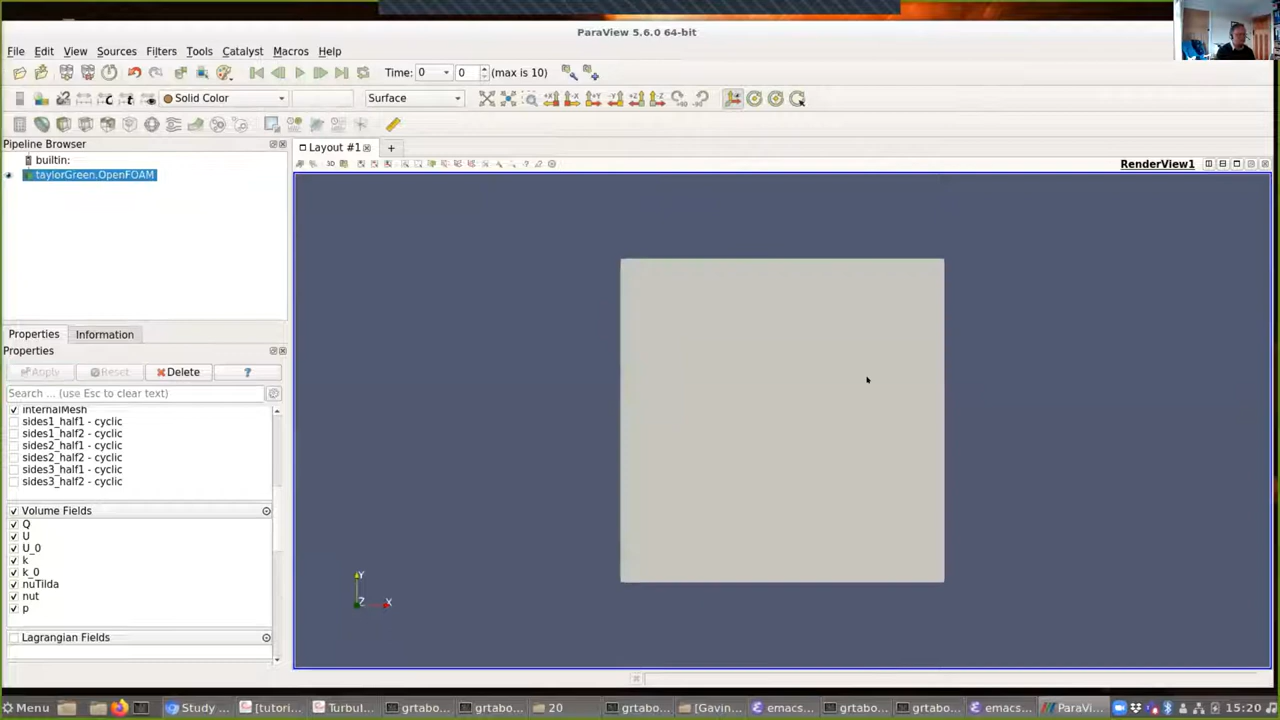 ParaView 5.6.0 64-bit
File Edit View Sources Filters Tools Catalyst Macros Help
Time: 0 0 (max is 10)
Solid Color Surface
Pipeline Browser
Layout #1 +
builtin:
RenderView1
taylorGreen.OpenFOAM
Properties Information
Properties
Apply Reset Delete ?
Search ... (use Esc to clear text)
internalMesh
sides1_half1 - cyclic
sides1_half2 - cyclic
sides2_half1 - cyclic
sides2_half2 - cyclic
sides3_half1 - cyclic
sides3_half2 - cyclic
Volume Fields
Q
U
U_0
k
k_0
nuTilda
nut
p
Y
Z X
Lagrangian Fields
Menu Study ... [tutori... Turbul... grtabo... grtabo... 20 grtabo... [Gavin... emacs... grtabo... grtabo... emacs... ParaVi... 15:20